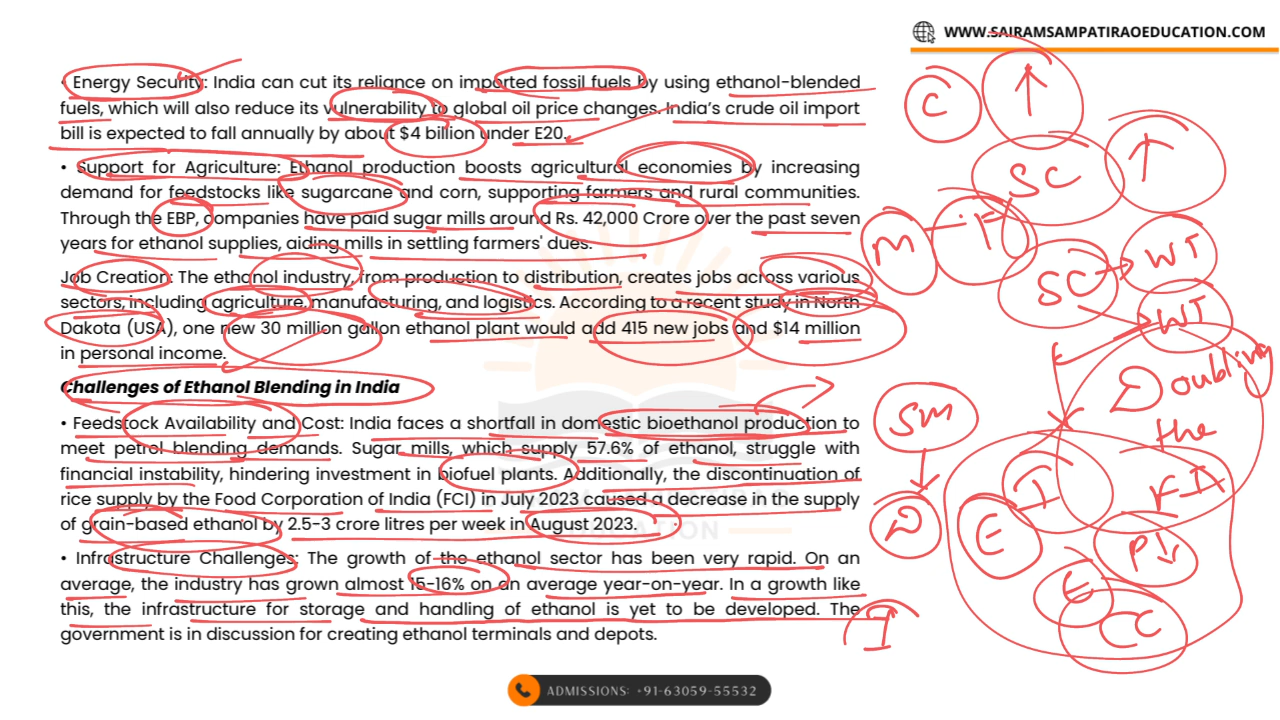 WWW.SAIRAMSAMPATIRAOEDUCATION.COM
• Energy Security: India can cut its reliance on imported fossil fuels by using ethanol-blended
fuels, which will also reduce its vulnerability to global oil price changes. India's crude oil import
bill is expected to fall annually by about $4 billion under E20.
• Support for Agriculture: Ethanol production boosts agricultural economies by increasing
demand for feedstocks like sugarcane and corn, supporting farmers and rural communities.
Through the EBP, companies have paid sugar mills around Rs. 42,000 Crore over the past seven
years for ethanol supplies, aiding mills in settling farmers' dues.
Job Creation: The ethanol industry, from production to distribution, creates jobs across various
sectors, including agriculture, manufacturing, and logistics. According to a recent study in North
Dakota (USA), one new 30 million gallon ethanol plant would add 415 new jobs and $14 million
in personal income.
Challenges of Ethanol Blending in India
• Feedstock Availability and Cost: India faces a shortfall in domestic bioethanol production to
meet petrol blending demands. Sugar mills, which supply 57.6% of ethanol, struggle with
financial instability, hindering investment in biofuel plants. Additionally, the discontinuation of
rice supply by the Food Corporation of India (FCI) in July 2023 caused a decrease in the supply
of grain-based ethanol by 2.5-3 crore litres per week in August 2023.
• Infrastructure Challenges: The growth of the ethanol sector has been very rapid. On an
average, the industry has grown almost 15-16% on an average year-on-year. In a growth like
this, the infrastructure for storage and handling of ethanol is yet to be developed. The
government is in discussion for creating ethanol terminals and depots.
C
SC
M
SC WT
WT
Doubling
the
SM
I
D
E
P↓
E
CC
I
EDUCATION
ADMISSIONS: +91-63059-55532